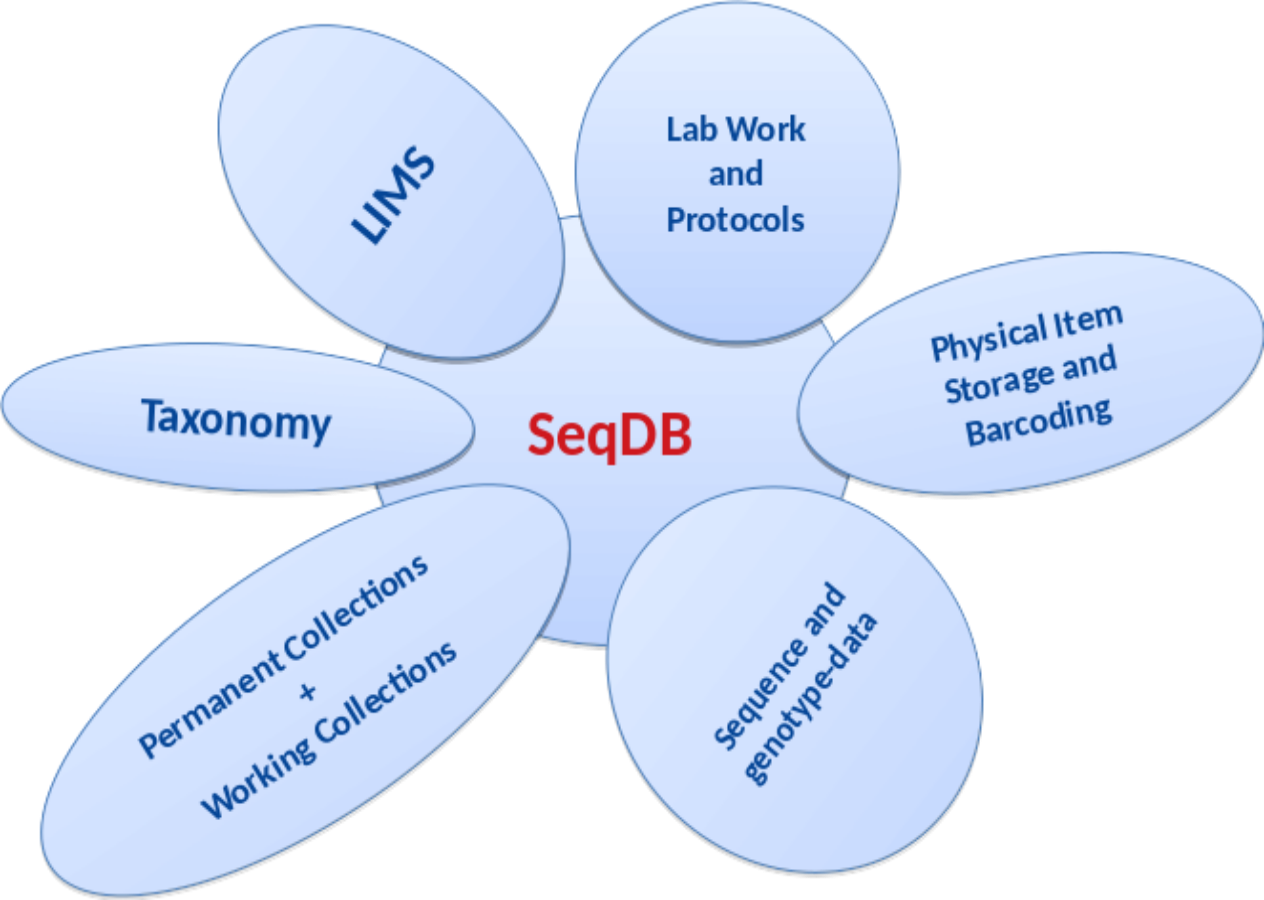 LIMS
Lab Work
and
Protocols
Physical Item
Storage and
Barcoding
Taxonomy
SeqDB
Permanent Collections
+
Working Collections
Sequence and
genotype-data